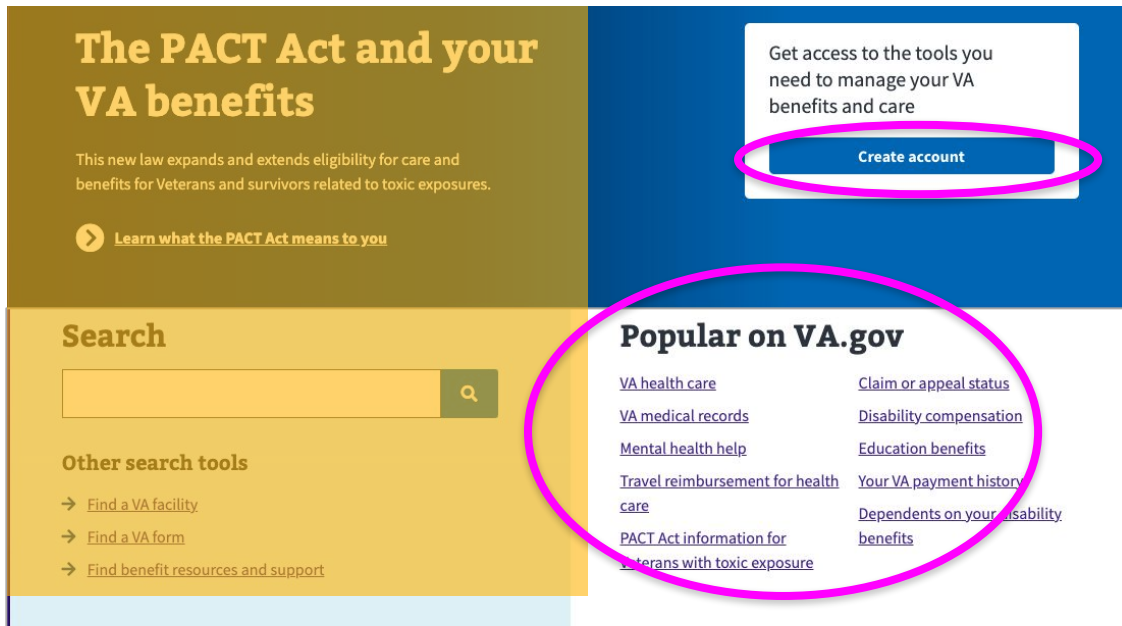 The PACT Act and your
VA benefits
This new law expands and extends eligibility for care and
benefits for Veterans and survivors related to toxic exposures.
Learn what the PACT Act means to you
Get access to the tools you
need to manage your VA
benefits and care
Create account
Search
Other search tools
Find a VA facility
Find a VA form
Find benefit resources and support
Popular on VA.gov
VA health care
VA medical records
Mental health help
Travel reimbursement for health
care
PACT Act information for
Veterans with toxic exposure
Claim or appeal status
Disability compensation
Education benefits
Your VA payment history
Dependents on your disability
benefits